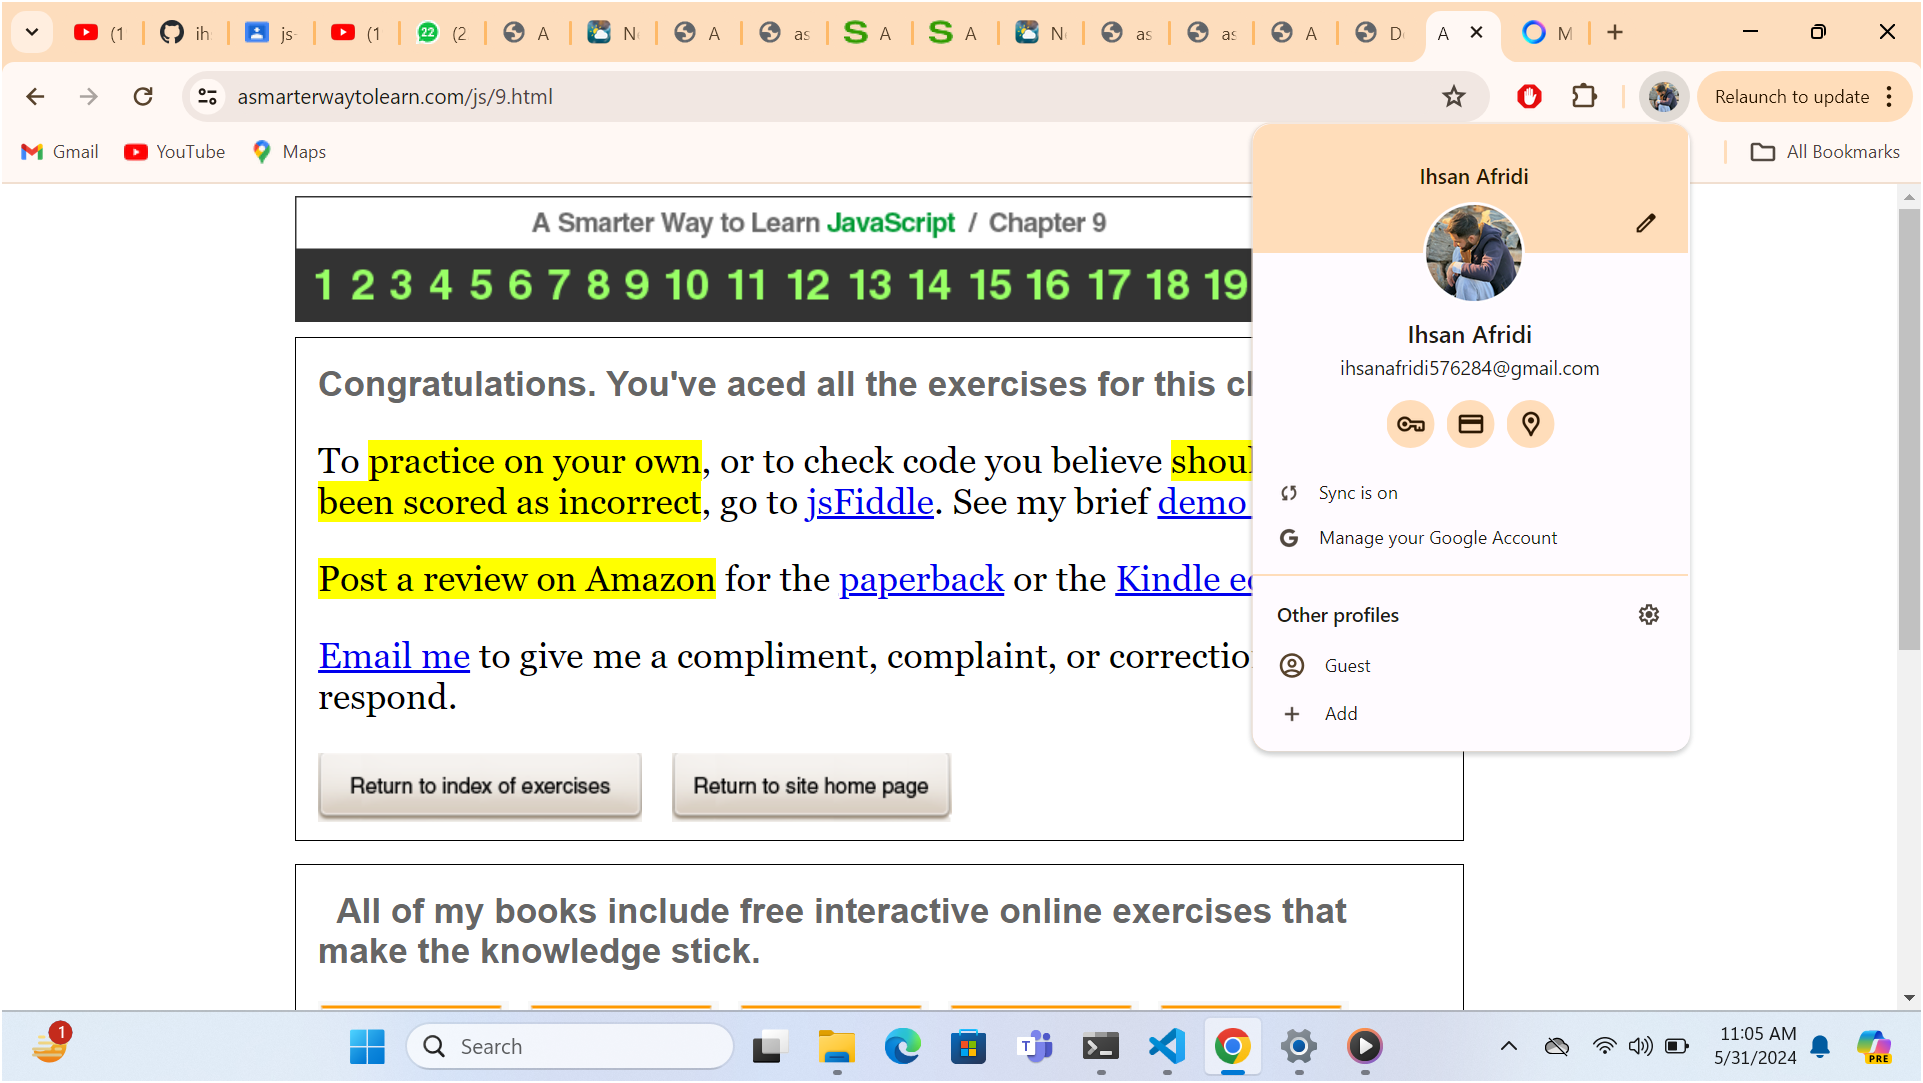 (1
ih
js-
(1
22
(2
A
Ne
A
as
A
A
Ne
as
as
A
De
A
M
asmarterwaytolearn.com/js/9.html
Relaunch to update
Gmail
YouTube
Maps
All Bookmarks
Ihsan Afridi
Ihsan Afridi
ihsanafridi576284@gmail.com
Sync is on
Manage your Google Account
Other profiles
Guest
Add
A Smarter Way to Learn JavaScript / Chapter 9
1 2 3 4 5 6 7 8 9 10 11 12 13 14 15 16 17 18 19
Congratulations. You've aced all the exercises for this
To practice on your own, or to check code you believe
been scored as incorrect, go to jsFiddle. See my brief demo
Post a review on Amazon for the paperback or the Kindle
Email me to give me a compliment, complaint, or
respond.
Return to index of exercises
Return to site home page
All of my books include free interactive online exercises that
make the knowledge stick.
1
Search
11:05 AM
5/31/2024
PRE